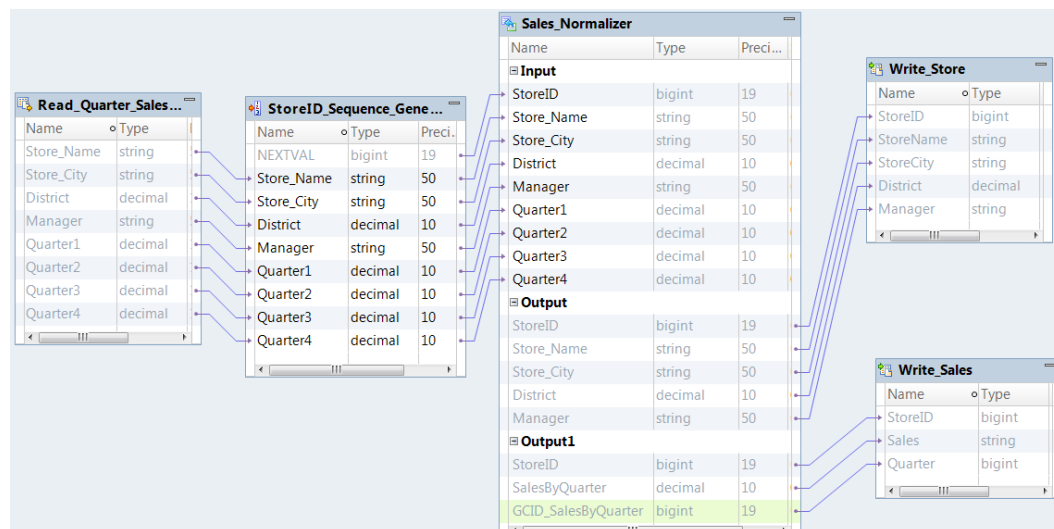 Read_Quarter_Sales...
Name Type
Store_Name string
Store_City string
District decimal
Manager string
Quarter1 decimal
Quarter2 decimal
Quarter3 decimal
Quarter4 decimal
StoreID_Sequence_Gene...
Name Type Preci.
NEXTVAL bigint 19
Store_Name string 50
Store_City string 50
District decimal 10
Manager string 50
Quarter1 decimal 10
Quarter2 decimal 10
Quarter3 decimal 10
Quarter4 decimal 10
Sales_Normalizer
Name Type Preci...
Input
StoreID bigint 19
Store_Name string 50
Store_City string 50
District decimal 10
Manager string 50
Quarter1 decimal 10
Quarter2 decimal 10
Quarter3 decimal 10
Quarter4 decimal 10
Output
StoreID bigint 19
Store_Name string 50
Store_City string 50
District decimal 10
Manager string 50
Output1
StoreID bigint 19
SalesByQuarter decimal 10
GCID_SalesByQuarter bigint 19
Write_Store
Name Type
StoreID bigint
StoreName string
StoreCity string
District decimal
Manager string
Write_Sales
Name Type
StoreID bigint
Sales string
Quarter bigint